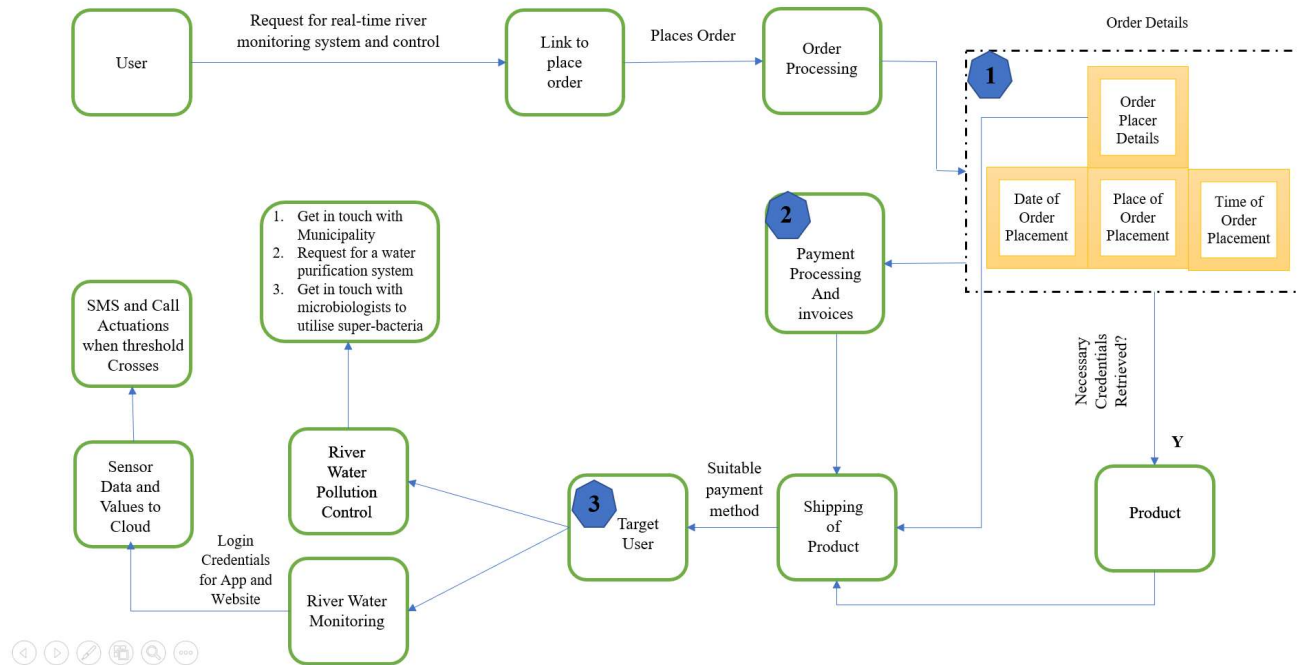 Request for real-time river
monitoring system and control
User
Link to
place
order
Places Order
Order
Processing
Order Details
1
Order
Placer
Details
Date of
Order
Placement
Place of
Order
Placement
Time of
Order
Placement
2
Payment
Processing
And
invoices
1. Get in touch with
Municipality
2. Request for a water
purification system
3. Get in touch with
microbiologists to
utilise super-bacteria
SMS and Call
Actuations
when threshold
Crosses
Necessary
Credentials
Retrieved?
Y
Product
Sensor
Data and
Values to
Cloud
River
Water
Pollution
Control
3
Target
User
Suitable
payment
method
Shipping
of
Product
Login
Credentials
for App and
Website
River Water
Monitoring